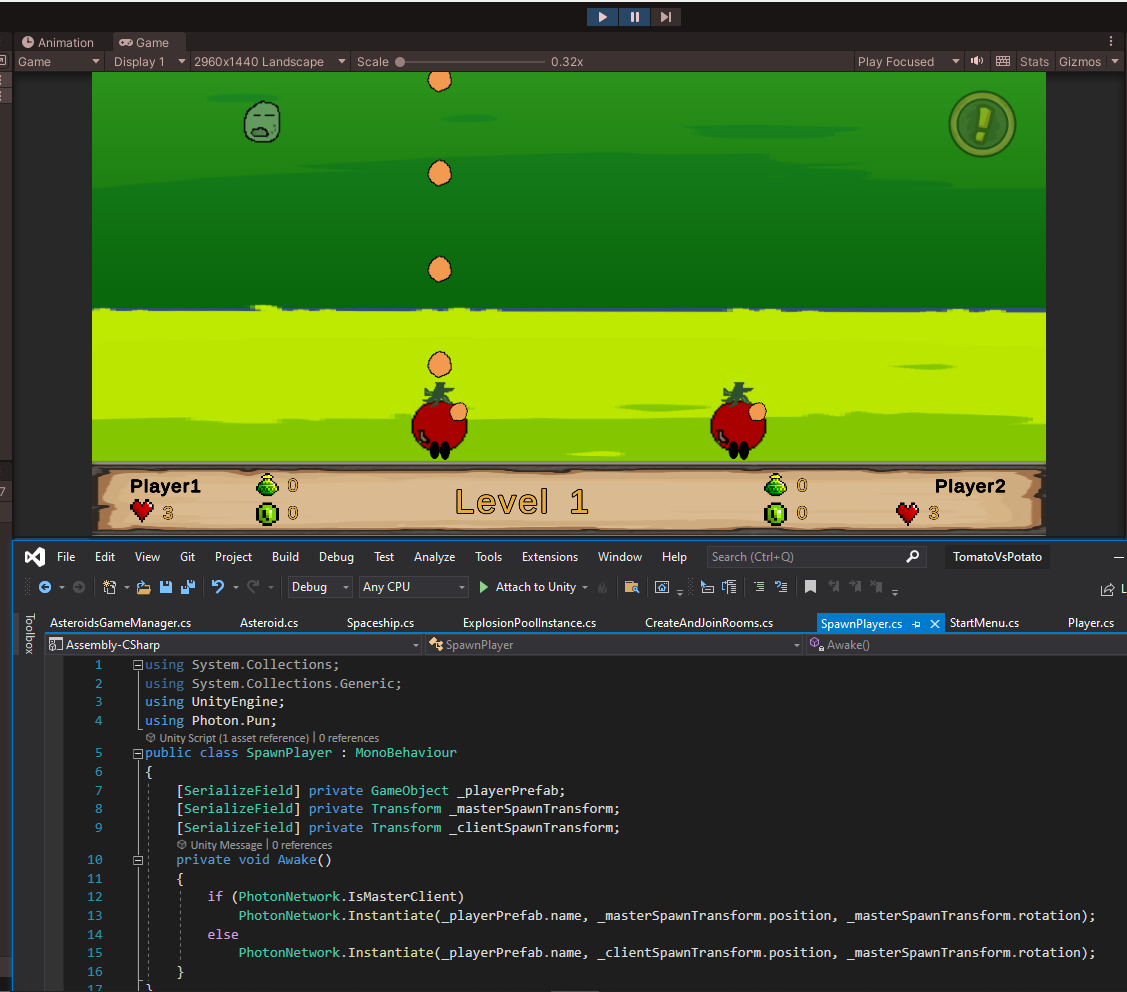 Animation Game
Game Display 1 2960x1440 Landscape Scale 0.32x Play Focused Stats Gizmos
!
Player1 0 Level 1 0 Player2
3 0 0 3
7
File Edit View Git Project Build Debug Test Analyze Tools Extensions Window Help Search (Ctrl+Q) TomatoVsPotato
Debug Any CPU Attach to Unity L
Toolbox
AsteroidsGameManager.cs Asteroid.cs Spaceship.cs ExplosionPoolInstance.cs CreateAndJoinRooms.cs SpawnPlayer.cs StartMenu.cs Player.cs
Assembly-CSharp SpawnPlayer Awake()
1 using System.Collections;
2 using System.Collections.Generic;
3 using UnityEngine;
4 using Photon.Pun;
Unity Script (1 asset reference) | 0 references
5 public class SpawnPlayer : MonoBehaviour
6 {
7 [SerializeField] private GameObject _playerPrefab;
8 [SerializeField] private Transform _masterSpawnTransform;
9 [SerializeField] private Transform _clientSpawnTransform;
Unity Message | 0 references
10 private void Awake()
11 {
12 if (PhotonNetwork.IsMasterClient)
13 PhotonNetwork.Instantiate(_playerPrefab.name, _masterSpawnTransform.position, _masterSpawnTransform.rotation);
14 else
15 PhotonNetwork.Instantiate(_playerPrefab.name, _clientSpawnTransform.position, _masterSpawnTransform.rotation);
16 }
17 }